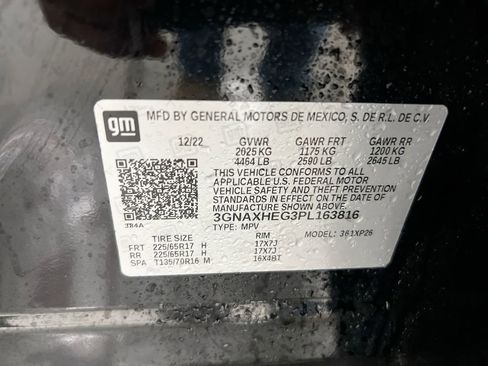 gm
MFD BY GENERAL MOTORS DE MEXICO, S. DE R.L. DE C.V.
12/22 GVWR GAWR FRT GAWR RR
2025 KG 1175 KG 1200 KG
4464 LB 2590 LB 2645 LB
THIS VEHICLE CONFORMS TO ALL
APPLICABLE U.S. FEDERAL MOTOR
VEHICLE SAFETY AND THEFT PREVENTION
STANDARDS IN EFFECT ON THE DATE OF
MANUFACTURE SHOWN ABOVE.
3GNAXHEG3PL163816
TYPE: MPV MODEL:
TIRE SIZE RIM
FRT 225/65R17 H 17X7J
RR 225/65R17 H 17X7J
SPA T135/70R16 M 16X4BT